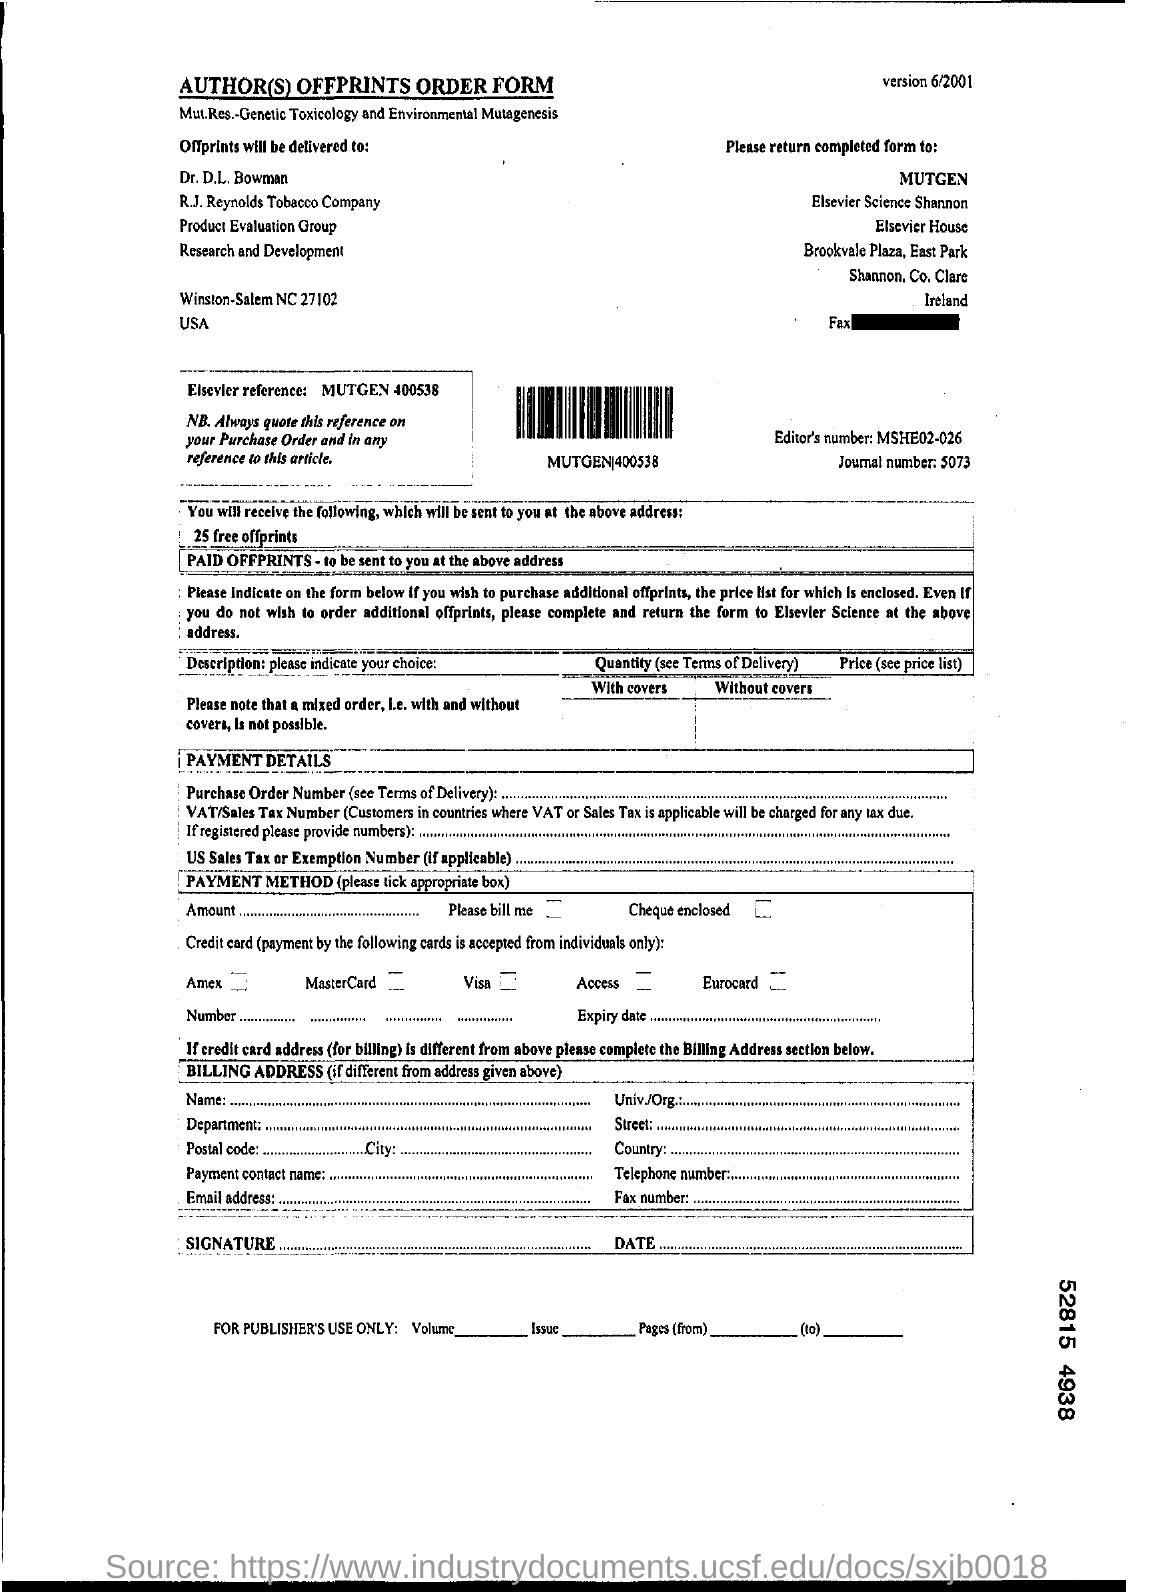 AUTHOR(S) OFFPRINTS ORDER FORM
version 6/2001
Mut.Res.-Genetic Toxicology and Environmental Mutagenesis
Offprints will be delivered to:
Dr. D.L. Bowman
R.J. Reynolds Tobacco Company
Product Evaluation Group
Research and Development
Winston-Salem NC 27102
USA
Please return completed form to:
MUTGEN
Elsevier Science Shannon
Elsevier House
Brookvale Plaza, East Park
Shannon, Co. Clare
Ireland
Fax
Elsevier reference: MUTGEN 400538
NB. Always quote this reference on
your Purchase Order and in any
reference to this article.
MUTGEN|400538
Editor's number: MSHE02-026
Journal number: 5073
You will receive the following, which will be sent to you at the above address:
25 free offprints
PAID OFFPRINTS - to be sent to you at the above address
Please indicate on the form below if you wish to purchase additional offprints, the price list for which is enclosed. Even if
you do not wish to order additional offprints, please complete and return the form to Elsevier Science at the above
address.
Description: please indicate your choice: Quantity (see Terms of Delivery) Price (see price list)
With covers Without covers
Please note that a mixed order, i.e. with and without
covers, is not possible.
PAYMENT DETAILS
Purchase Order Number (see Terms of Delivery):
VAT/Sales Tax Number (Customers in countries where VAT or Sales Tax is applicable will be charged for any tax due.
If registered please provide numbers):
US Sales Tax or Exemption Number (if applicable)
PAYMENT METHOD (please tick appropriate box)
Amount Please bill me Cheque enclosed
Credit card (payment by the following cards is accepted from individuals only):
Amex MasterCard Visa Access Eurocard
Number Expiry date
If credit card address (for billing) is different from above please complete the Billing Address section below.
BILLING ADDRESS (if different from address given above)
Name: Univ./Org.:
Department: Street:
Postal code: City: Country:
Payment contact name: Telephone number:
Email address: Fax number:
SIGNATURE DATE
FOR PUBLISHER'S USE ONLY: Volume Issue Pages (from) (to)
52815 4938
Source: https://www.industrydocuments.ucsf.edu/docs/sxjb0018